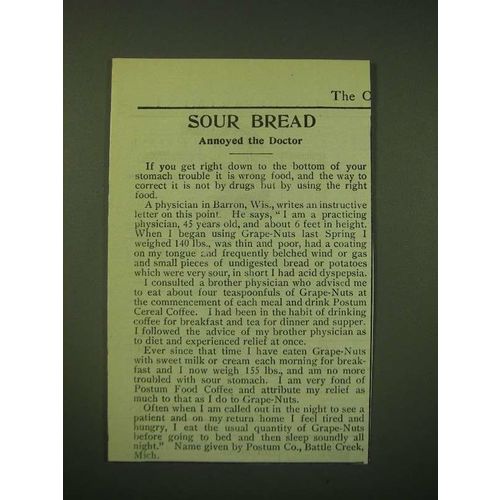 The C
SOUR BREAD
Annoyed the Doctor
If you get right down to the bottom of your
stomach trouble it is wrong food, and the way to
correct it is not by drugs but by using the right
food.
A physician in Barron, Wis., writes an instructive
letter on this point. He says, "I am a practicing
physician, 45 years old, and about 6 feet in height.
When I began using Grape-Nuts last Spring I
weighed 140 lbs., was thin and poor, had a coating
on my tongue and frequently belched wind or gas
and small pieces of undigested bread or potatoes
which were very sour, in short I had acid dyspepsia.
I consulted a brother physician who advised me
to eat about four teaspoonfuls of Grape-Nuts at
the commencement of each meal and drink Postum
Cereal Coffee. I had been in the habit of drinking
coffee for breakfast and tea for dinner and supper.
I followed the advice of my brother physician as
to diet and experienced relief at once.
Ever since that time I have eaten Grape-Nuts
with sweet milk or cream each morning for break-
fast and I now weigh 155 lbs., and am no more
troubled with sour stomach. I am very fond of
Postum Food Coffee and attribute my relief as
much to that as I do to Grape-Nuts.
Often when I am called out in the night to see a
patient and on my return home I feel tired and
hungry, I eat the usual quantity of Grape-Nuts
before going to bed and then sleep soundly all
night." Name given by Postum Co., Battle Creek,
Mich.